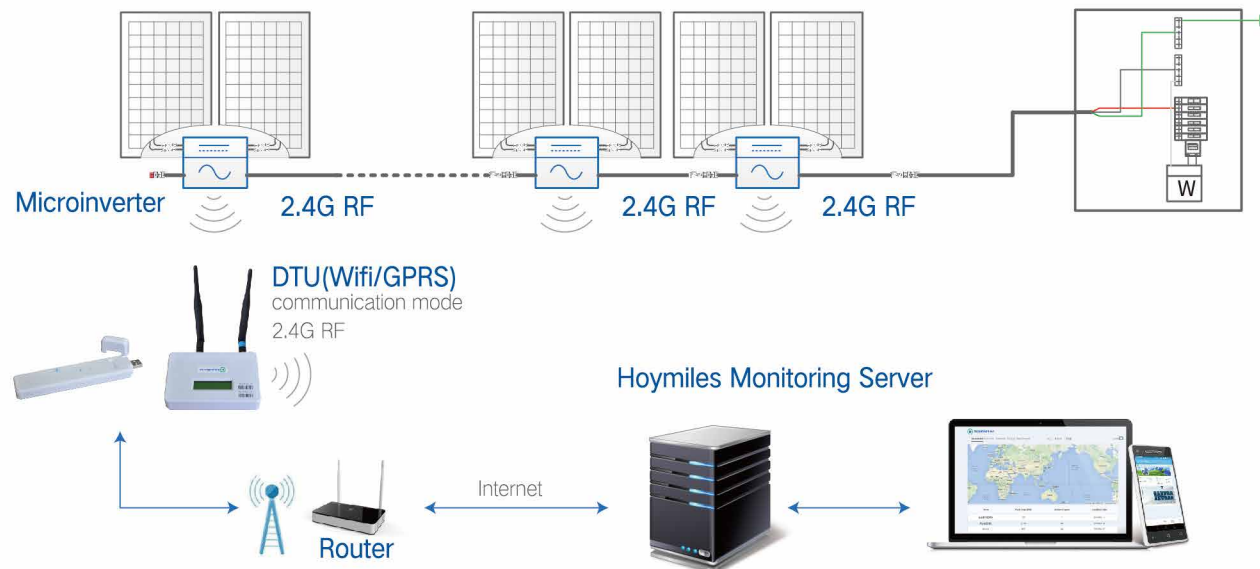 W
Microinverter
2.4G RF
2.4G RF
2.4G RF
DTU(Wifi/GPRS)
communication mode
2.4G RF
Hoymiles Monitoring Server
Internet
Router